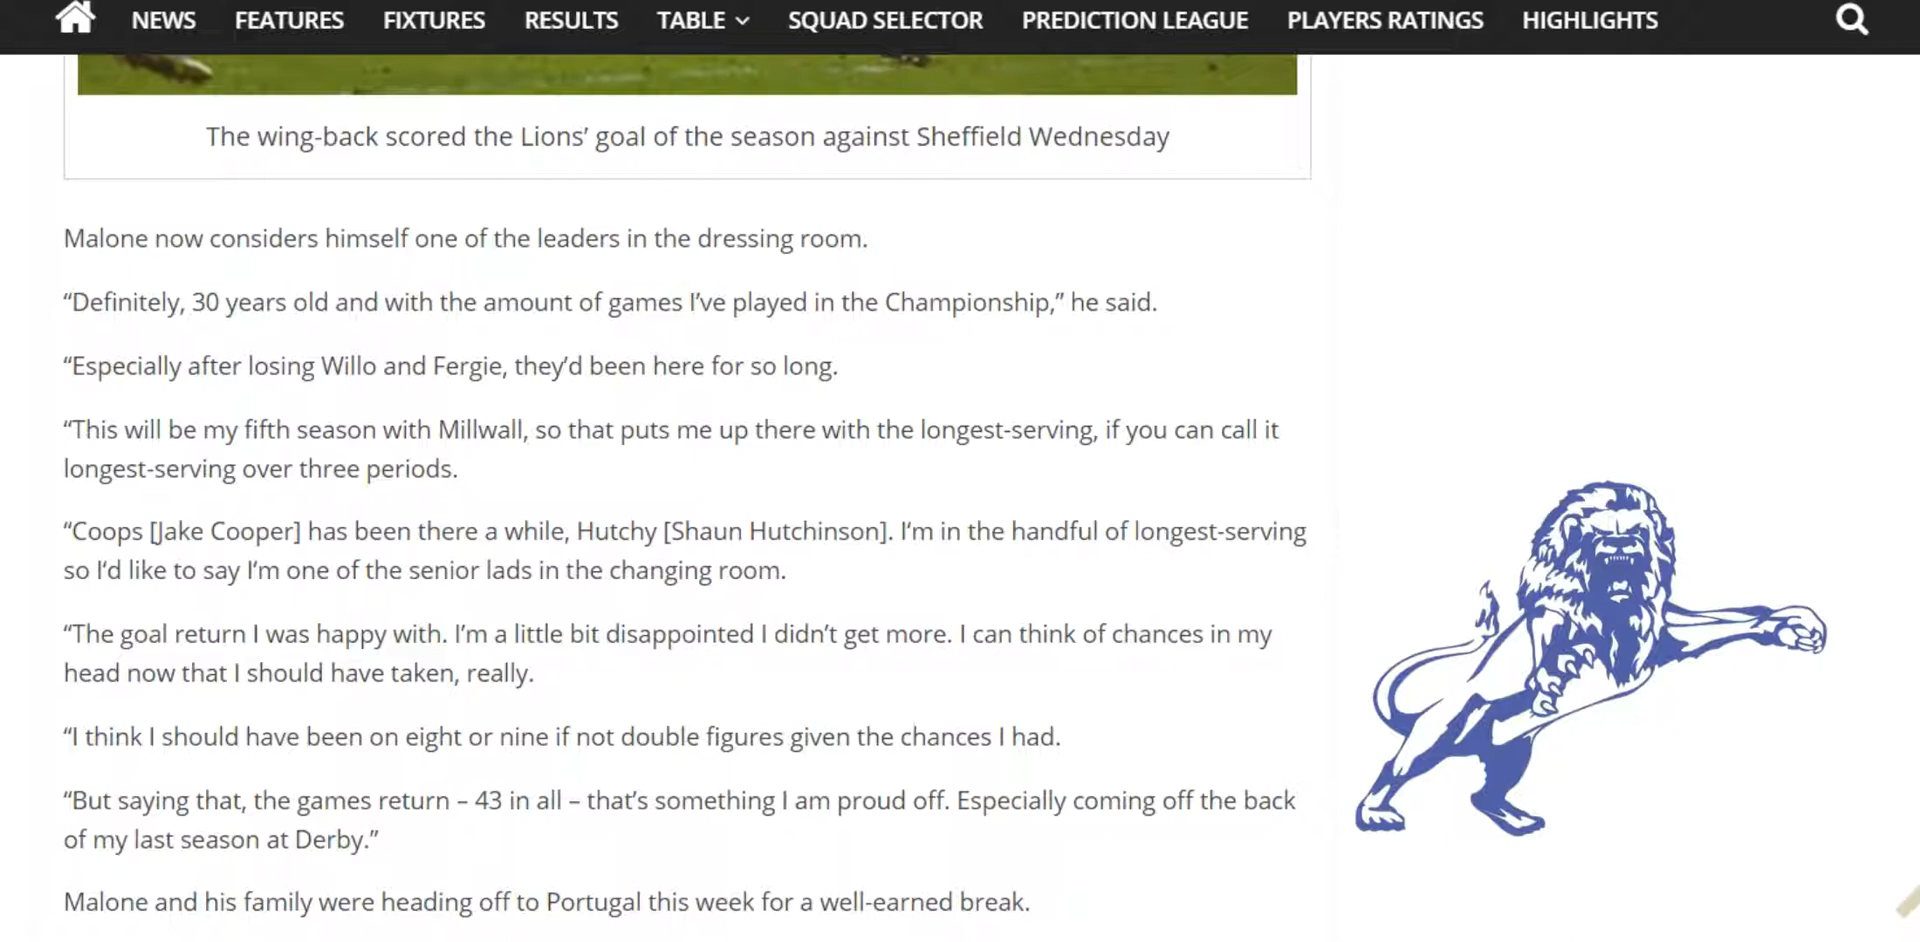 NEWS FEATURES FIXTURES RESULTS TABLE SQUAD SELECTOR PREDICTION LEAGUE PLAYERS RATINGS HIGHLIGHTS
The wing-back scored the Lions’ goal of the season against Sheffield Wednesday
Malone now considers himself one of the leaders in the dressing room.
“Definitely, 30 years old and with the amount of games I’ve played in the Championship,” he said.
“Especially after losing Willo and Fergie, they’d been here for so long.
“This will be my fifth season with Millwall, so that puts me up there with the longest-serving, if you can call it
longest-serving over three periods.
“Coops [Jake Cooper] has been there a while, Hutchy [Shaun Hutchinson]. I‘m in the handful of longest-serving
so I‘d like to say I‘m one of the senior lads in the changing room.
“The goal return I was happy with. I’m a little bit disappointed I didn’t get more. I can think of chances in my
head now that I should have taken, really.
“I think I should have been on eight or nine if not double figures given the chances I had.
“But saying that, the games return – 43 in all – that’s something I am proud off. Especially coming off the back
of my last season at Derby.”
Malone and his family were heading off to Portugal this week for a well-earned break.